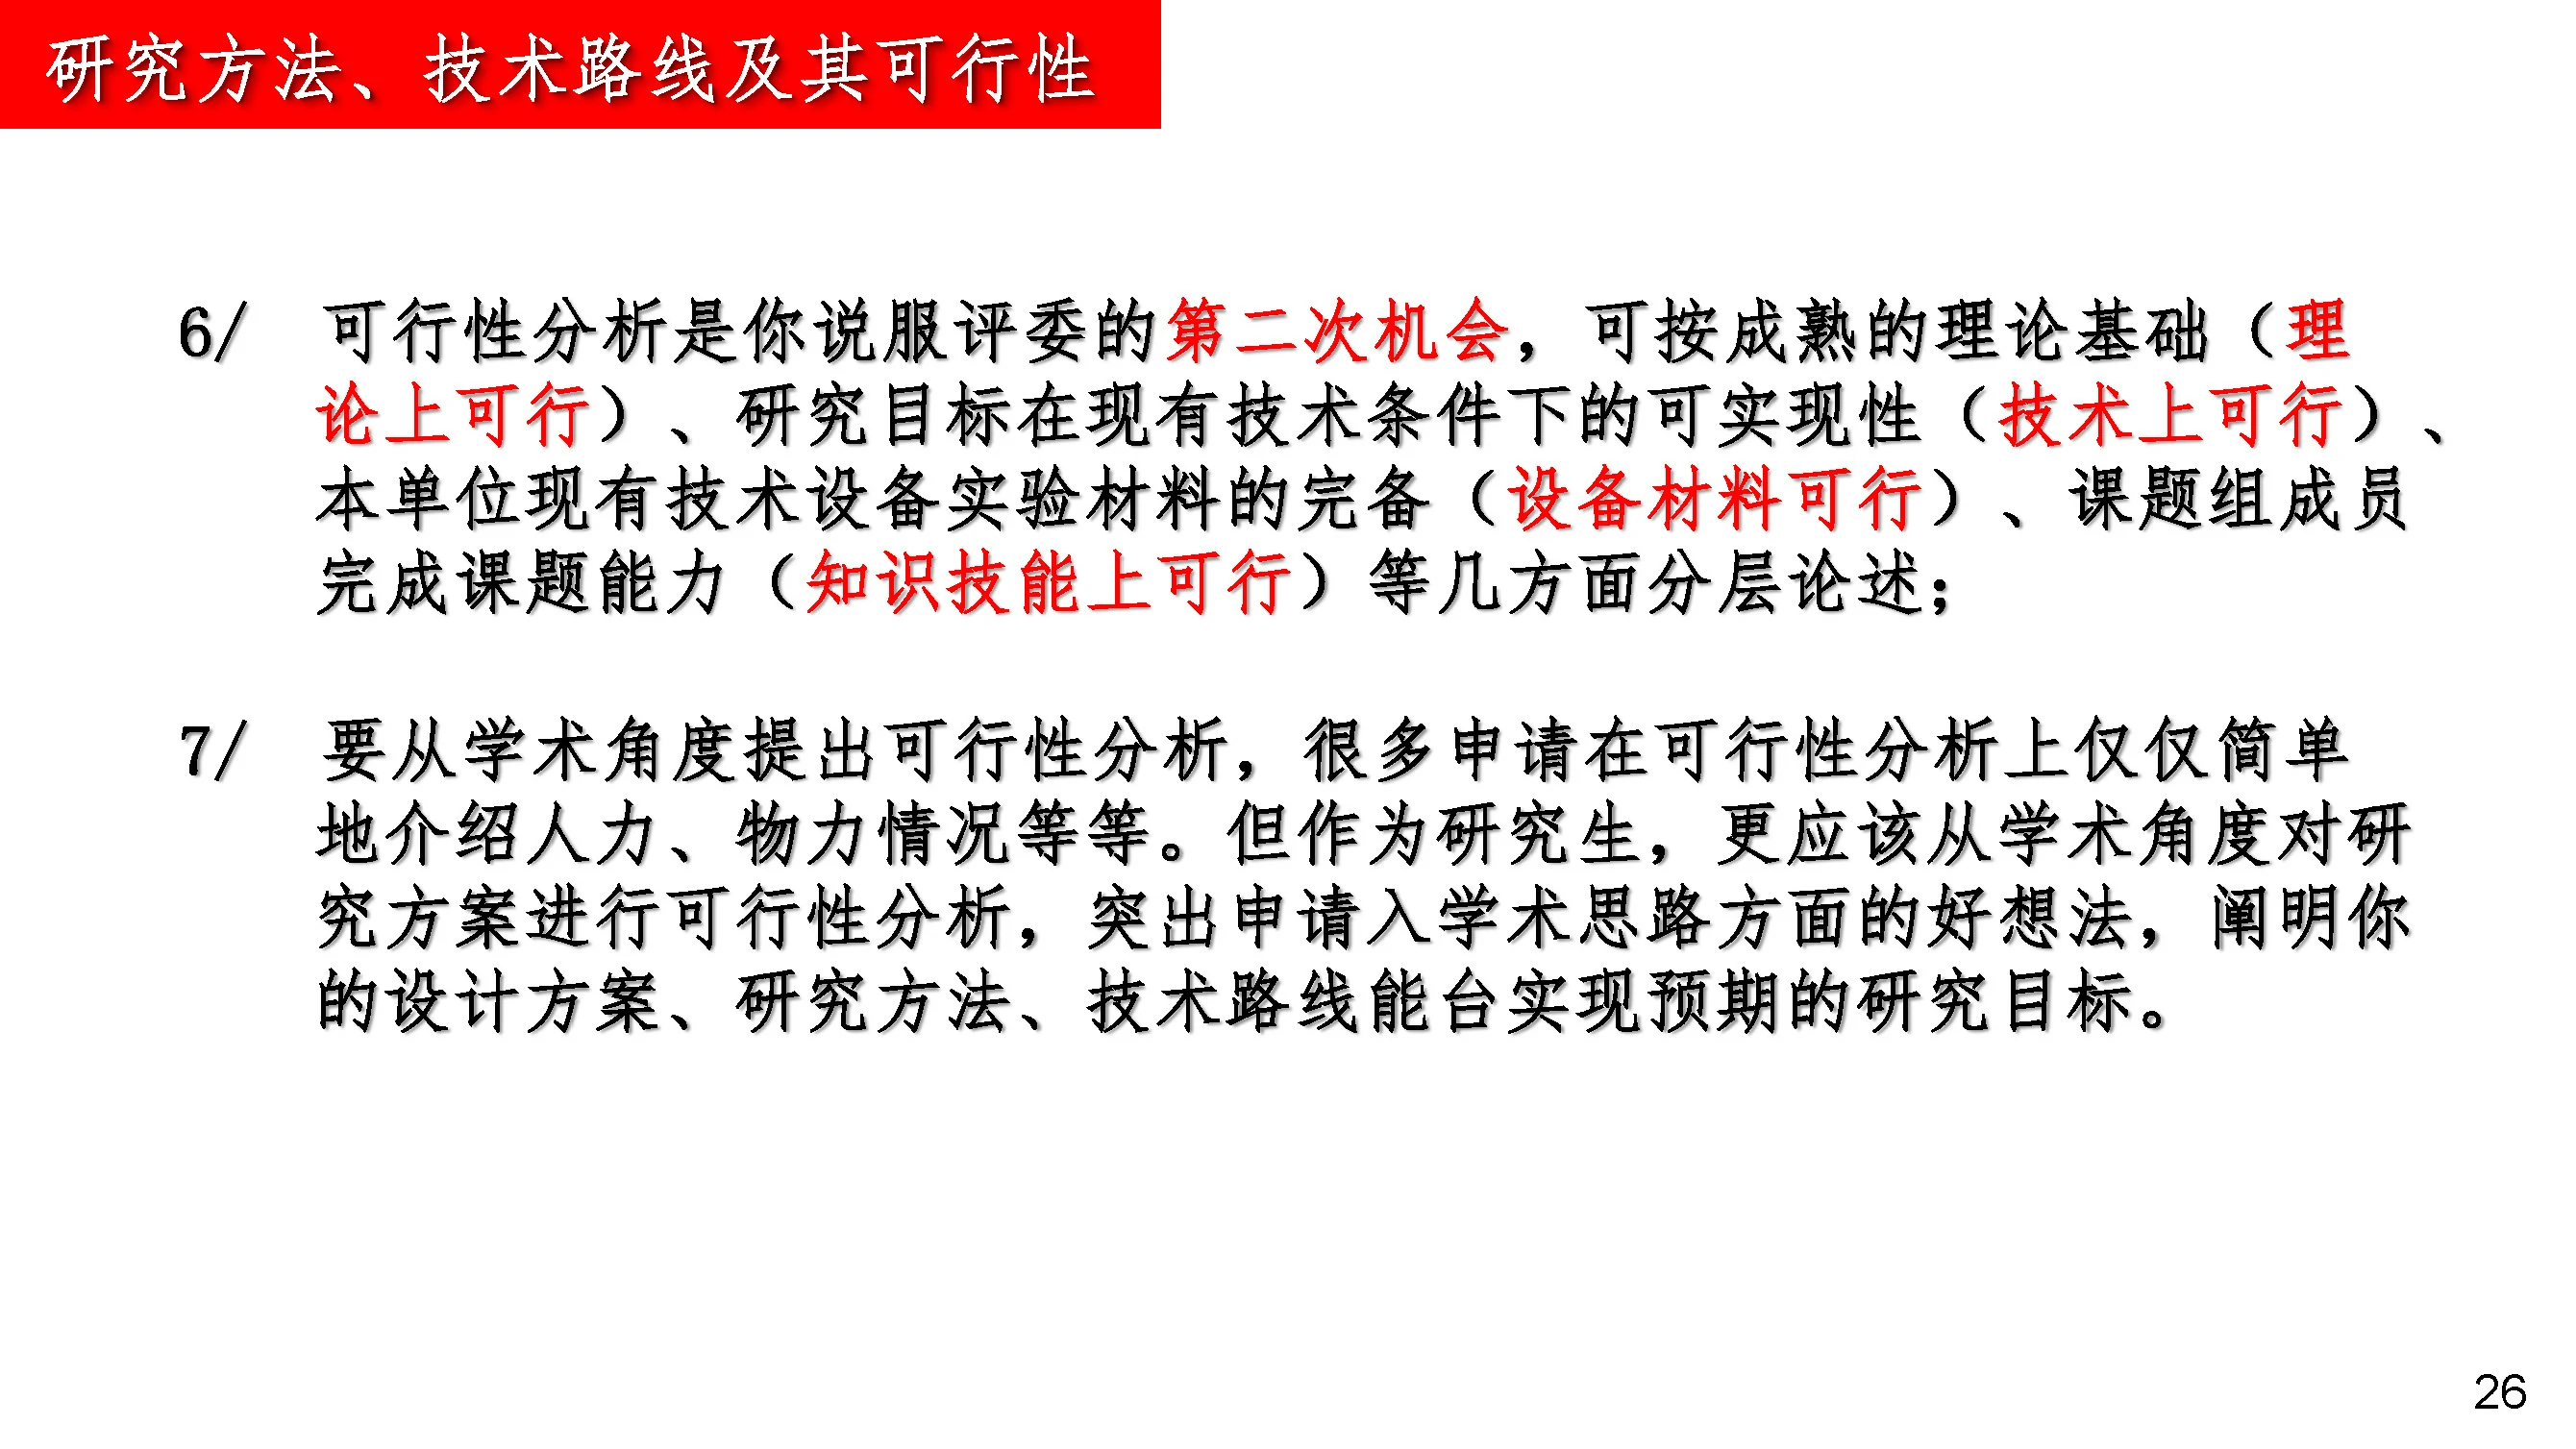 研究方法、技术路线及其可行性
6/ 可行性分析是你说服评委的第二次机会，可按成熟的理论基础（理
论上可行）、研究目标在现有技术条件下的可实现性（技术上可行）、
本单位现有技术设备实验材料的完备（设备材料可行）、课题组成员
完成课题能力（知识技能上可行）等几方面分层论述；
7/ 要从学术角度提出可行性分析，很多申请在可行性分析上仅仅简单
地介绍人力、物力情况等等。但作为研究生，更应该从学术角度对研
究方案进行可行性分析，突出申请入学术思路方面的好想法，阐明你
的设计方案、研究方法、技术路线能台实现预期的研究目标。
26